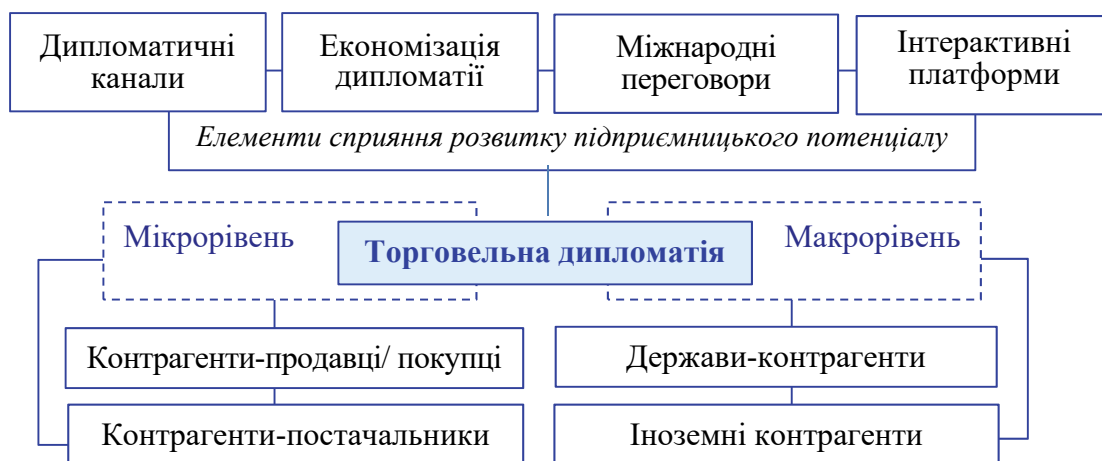 Дипломатичні
канали
Економізація
дипломатії
Міжнародні
переговори
Інтерактивні
платформи
Елементи сприяння розвитку підприємницького потенціалу
Мікрорівень
Торговельна дипломатія
Макрорівень
Контрагенти-продавці/ покупці
Держави-контрагенти
Контрагенти-постачальники
Іноземні контрагенти